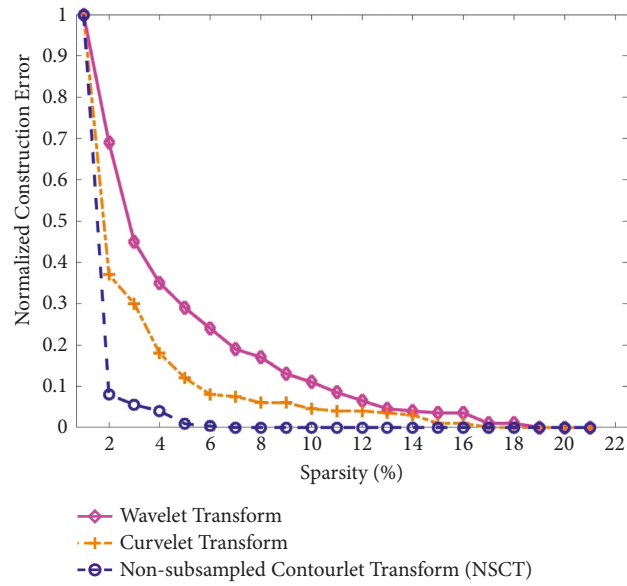 1
0.9
0.8
0.7
0.6
0.5
0.4
0.3
0.2
0.1
0
Normalized Construction Error
2 4 6 8 10 12 14 16 18 20 22
Sparsity (%)
Wavelet Transform
Curvelet Transform
Non-subsampled Contourlet Transform (NSCT)